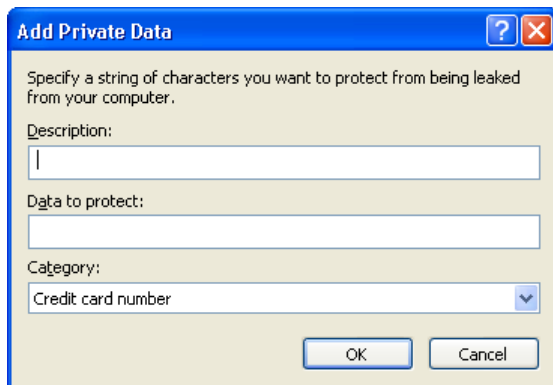 Add Private Data
?
Specify a string of characters you want to protect from being leaked
from your computer.
Description:
Data to protect:
Category:
Credit card number
OK Cancel